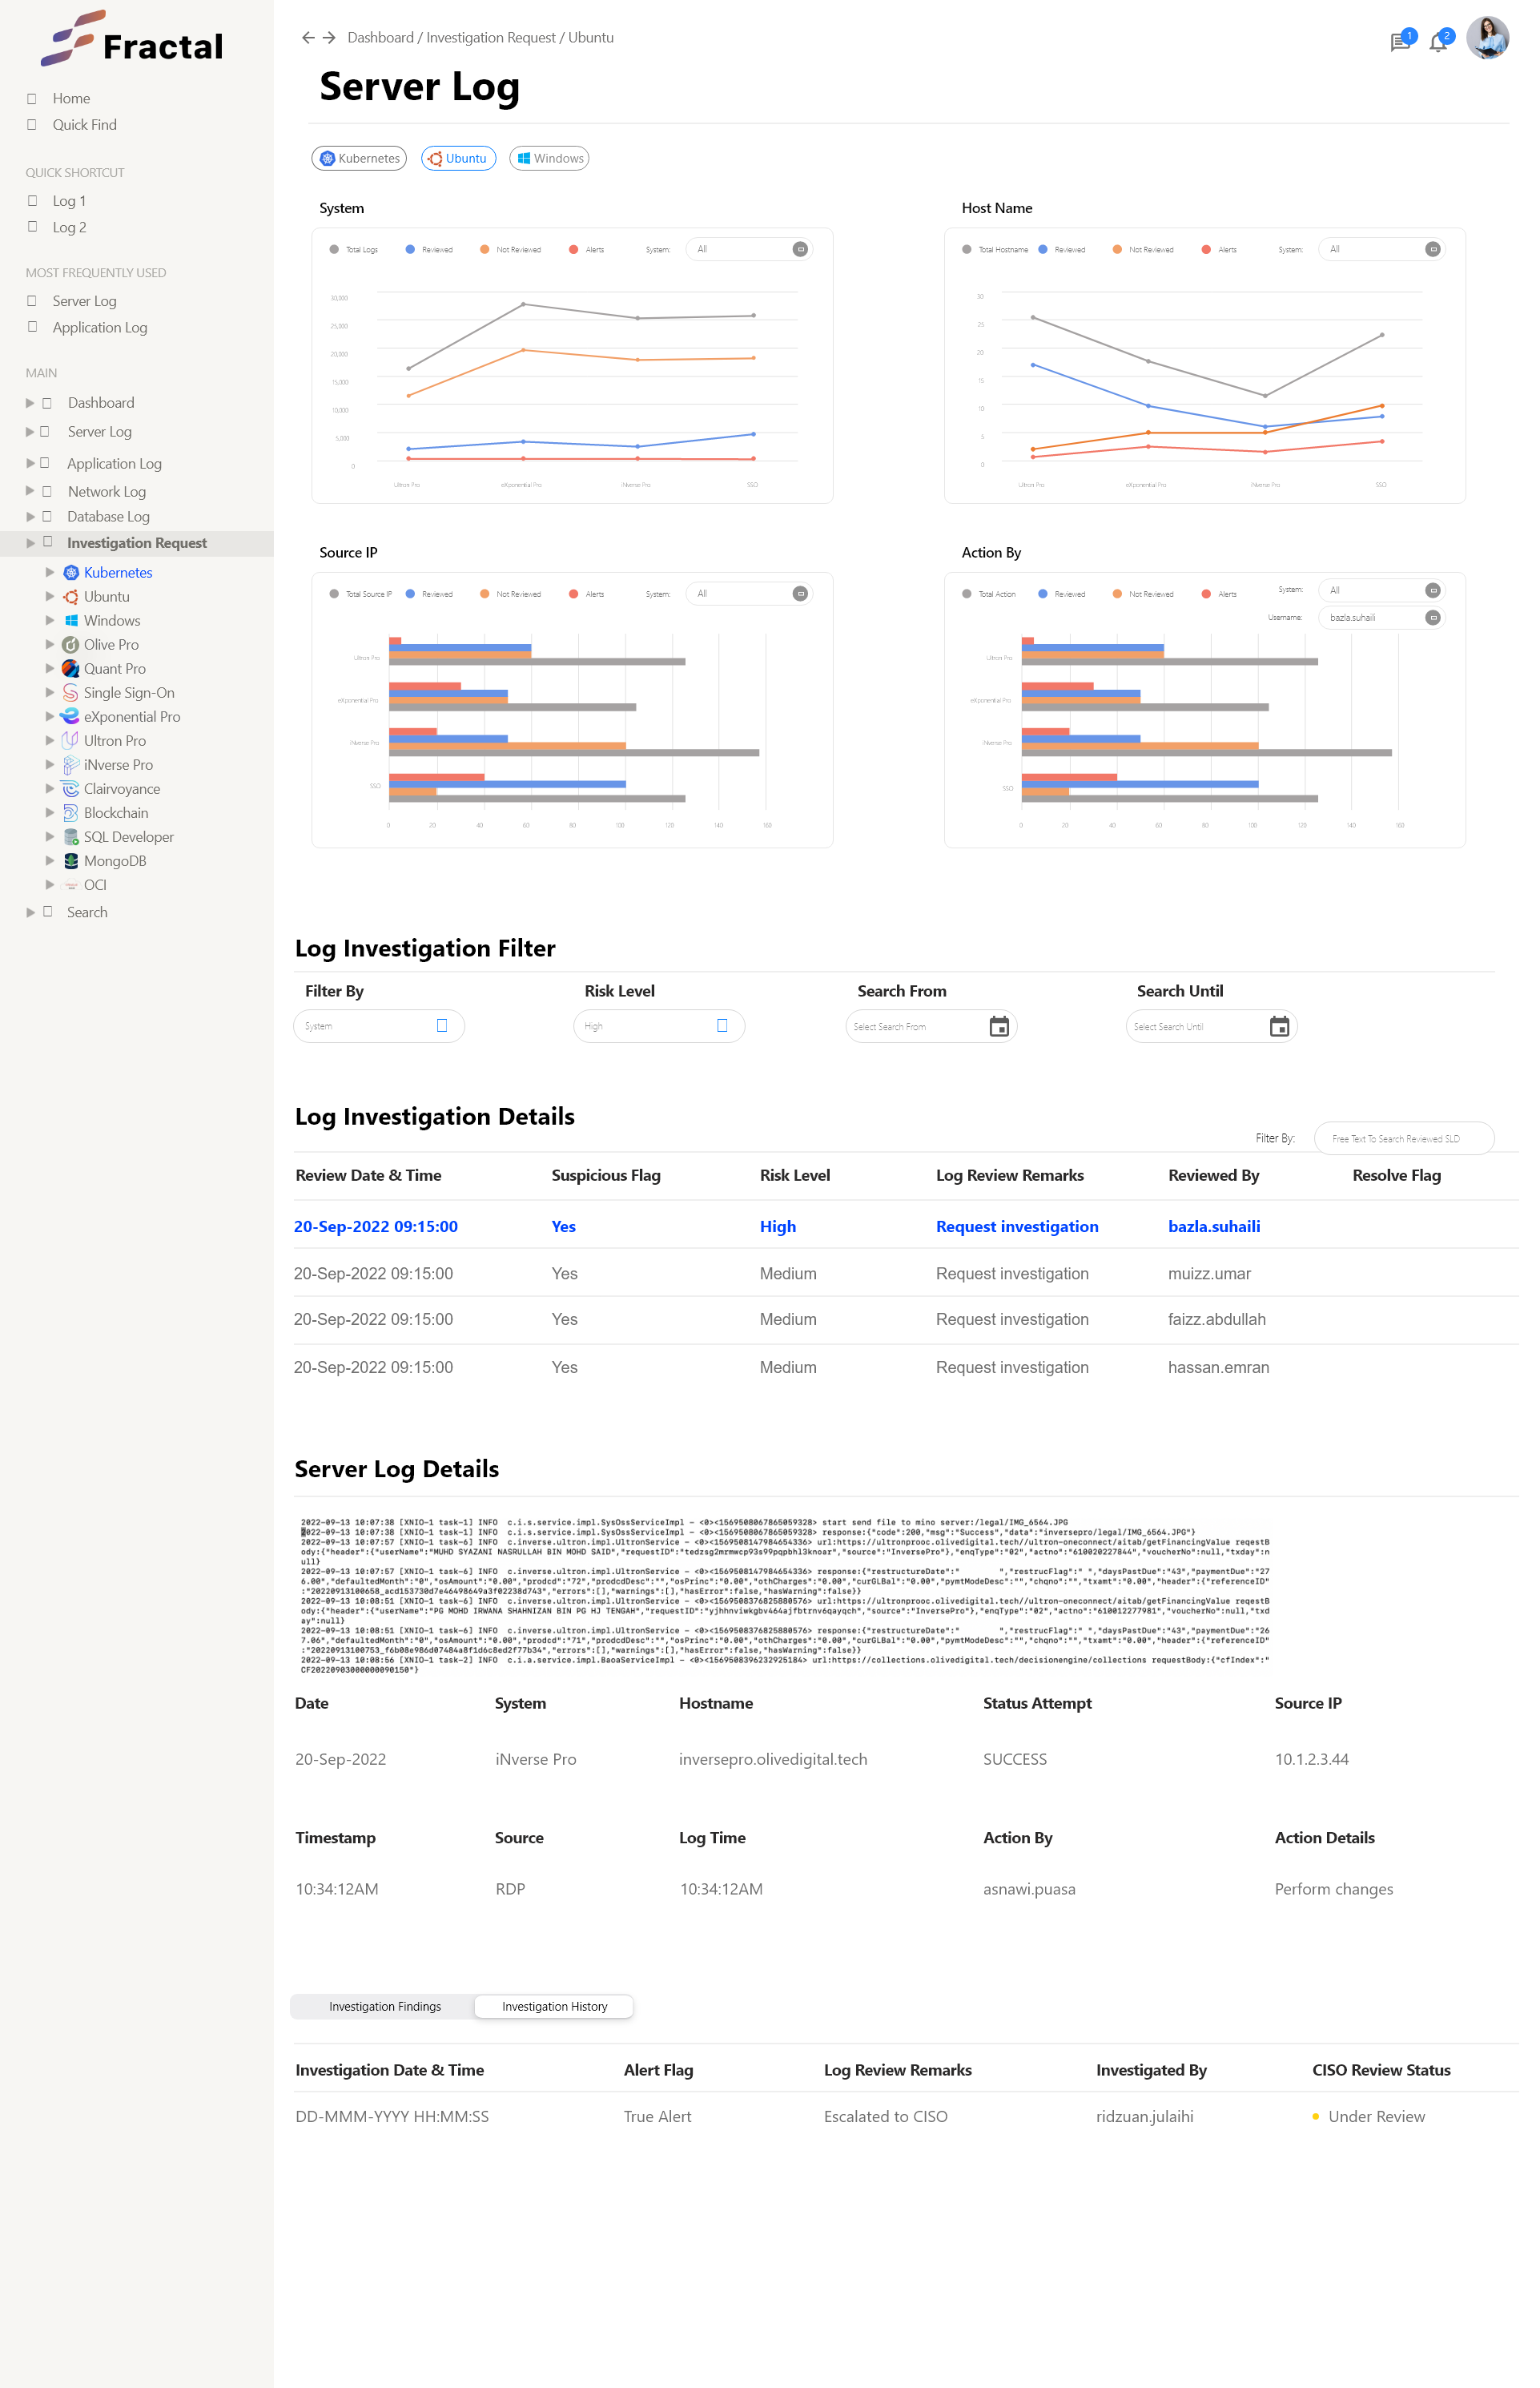 Fractal
Home
Quick Find
QUICK SHORTCUT
Log 1
Log 2
MOST FREQUENTLY USED
Server Log
Application Log
MAIN
Dashboard
Server Log
Application Log
Network Log
Database Log
Investigation Request
Kubernetes
Ubuntu
Windows
Olive Pro
Quant Pro
Single Sign-On
eXponential Pro
Ultron Pro
iNverse Pro
Clairvoyance
Blockchain
SQL Developer
MongoDB
OCI
Search
Dashboard / Investigation Request / Ubuntu
1
2
Server Log
Kubernetes Ubuntu Windows
System
Total Logs Reviewed Not Reviewed Alerts System: All
30,000
25,000
20,000
15,000
10,000
5,000
0
Ultron Pro eXponential Pro iNverse Pro SSO
Host Name
Total Hostname Reviewed Not Reviewed Alerts System: All
30
25
20
15
10
5
0
Ultron Pro eXponential Pro iNverse Pro SSO
Source IP
Total Source IP Reviewed Not Reviewed Alerts System: All
Ultron Pro
eXponential Pro
iNverse Pro
SSO
0 20 40 60 80 100 120 140 160
Action By
Total Action Reviewed Not Reviewed Alerts System: All
Username: bazla.suhaili
Ultron Pro
eXponential Pro
iNverse Pro
SSO
0 20 40 60 80 100 120 140 160
Log Investigation Filter
Filter By Risk Level Search From Search Until
System High Select Search From Select Search Until
Log Investigation Details
Filter By: Free Text To Search Reviewed SLD
Review Date & Time Suspicious Flag Risk Level Log Review Remarks Reviewed By Resolve Flag
20-Sep-2022 09:15:00 Yes High Request investigation bazla.suhaili
20-Sep-2022 09:15:00 Yes Medium Request investigation muizz.umar
20-Sep-2022 09:15:00 Yes Medium Request investigation faizz.abdullah
20-Sep-2022 09:15:00 Yes Medium Request investigation hassan.emran
Server Log Details
2022-09-13 10:07:38 [XNIO-1 task-1] INFO c.i.s.service.impl.SysOssServiceImpl - <0><1569508067865059328> start send file to mino server:/legal/IMG_6564.JPG
2022-09-13 10:07:38 [XNIO-1 task-1] INFO c.i.s.service.impl.SysOssServiceImpl - <0><1569508067865059328> response:{"code":200,"msg":"Success","data":"inversepro/legal/IMG_6564.JPG"}
2022-09-13 10:07:57 [XNIO-1 task-6] INFO c.inverse.iprom.UltronService - <0><1569508147984654336> url:https://ultronprooc.olivedigital.tech//ultron-oneconnect/aitab/getFinancingValue reqestB
ody:{"header":{"userName":"MUHD SYAZANI NASRULLAH BIN MOHD SAID","requestID":"tedzsg2mrmwcp93s99pqpbhl3knoar","source":"InversePro"},"enqType":"02","actno":"610020227844","voucherNo":null,"txday":n
ull}
2022-09-13 10:07:57 [XNIO-1 task-6] INFO c.inverse.iprom.UltronService - <0><1569508147984654336> response:{"restructureDate":" ","restrucFlag":" ","daysPastDue":"43","paymentDue":"27
6.00","defaultedMonth":"0","osAmount":"0.00","prodcd":"72","prodcdDesc":"","osPrinc":"0.00","othCharges":"0.00","curGLBal":"0.00","pymtModeDesc":"","chqno":"","txamt":"0.00","header":{"referenceID"
:"20220913100658_acd153730d7e46498649a3f02238d743","errors":[],"warnings":[],"hasError":false,"hasWarning":false}}
2022-09-13 10:08:51 [XNIO-1 task-6] INFO c.inverse.iprom.UltronService - <0><1569508376825880576> url:https://ultronprooc.olivedigital.tech//ultron-oneconnect/aitab/getFinancingValue reqestB
ody:{"header":{"userName":"PG MOHD IRWANA SHAHNIZAN BIN PG HJ TENGAH","requestID":"yjhhnviwkgbv464ajfbtrnv6qayqch","source":"InversePro"},"enqType":"02","actno":"610012277981","voucherNo":null,"txd
ay":null}
2022-09-13 10:08:51 [XNIO-1 task-6] INFO c.inverse.iprom.UltronService - <0><1569508376825880576> response:{"restructureDate":" ","restrucFlag":" ","daysPastDue":"43","paymentDue":"26
7.06","defaultedMonth":"0","osAmount":"0.00","prodcd":"71","prodcdDesc":"","osPrinc":"0.00","othCharges":"0.00","curGLBal":"0.00","pymtModeDesc":"","chqno":"","txamt":"0.00","header":{"referenceID"
:"20220913100753_f6b08e986d07484a8f1d6c8ed2f77b34","errors":[],"warnings":[],"hasError":false,"hasWarning":false}}
2022-09-13 10:08:56 [XNIO-1 task-2] INFO c.i.a.service.impl.BaoaServiceImpl - <0><1569508396232925184> url:https://collections.olivedigital.tech/decisionengine/collections requestBody:{"cfIndex":"
CF20220903000000090150"}
Date System Hostname Status Attempt Source IP
20-Sep-2022 iNverse Pro inversepro.olivedigital.tech SUCCESS 10.1.2.3.44
Timestamp Source Log Time Action By Action Details
10:34:12AM RDP 10:34:12AM asnawi.puasa Perform changes
Investigation Findings Investigation History
Investigation Date & Time Alert Flag Log Review Remarks Investigated By CISO Review Status
DD-MMM-YYYY HH:MM:SS True Alert Escalated to CISO ridzuan.julaihi Under Review